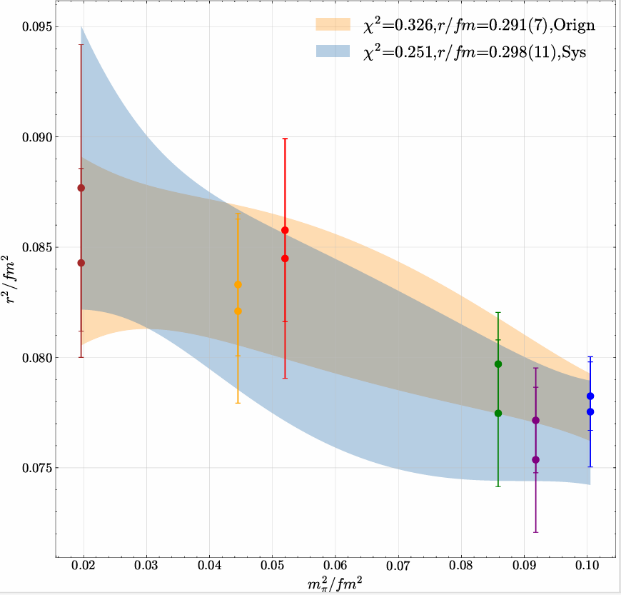 χ²=0.326,r/fm=0.291(7),Orign
χ²=0.251,r/fm=0.298(11),Sys
0.095
0.090
0.085
0.080
0.075
r²/fm²
0.02 0.03 0.04 0.05 0.06 0.07 0.08 0.09 0.10
m²π/fm²